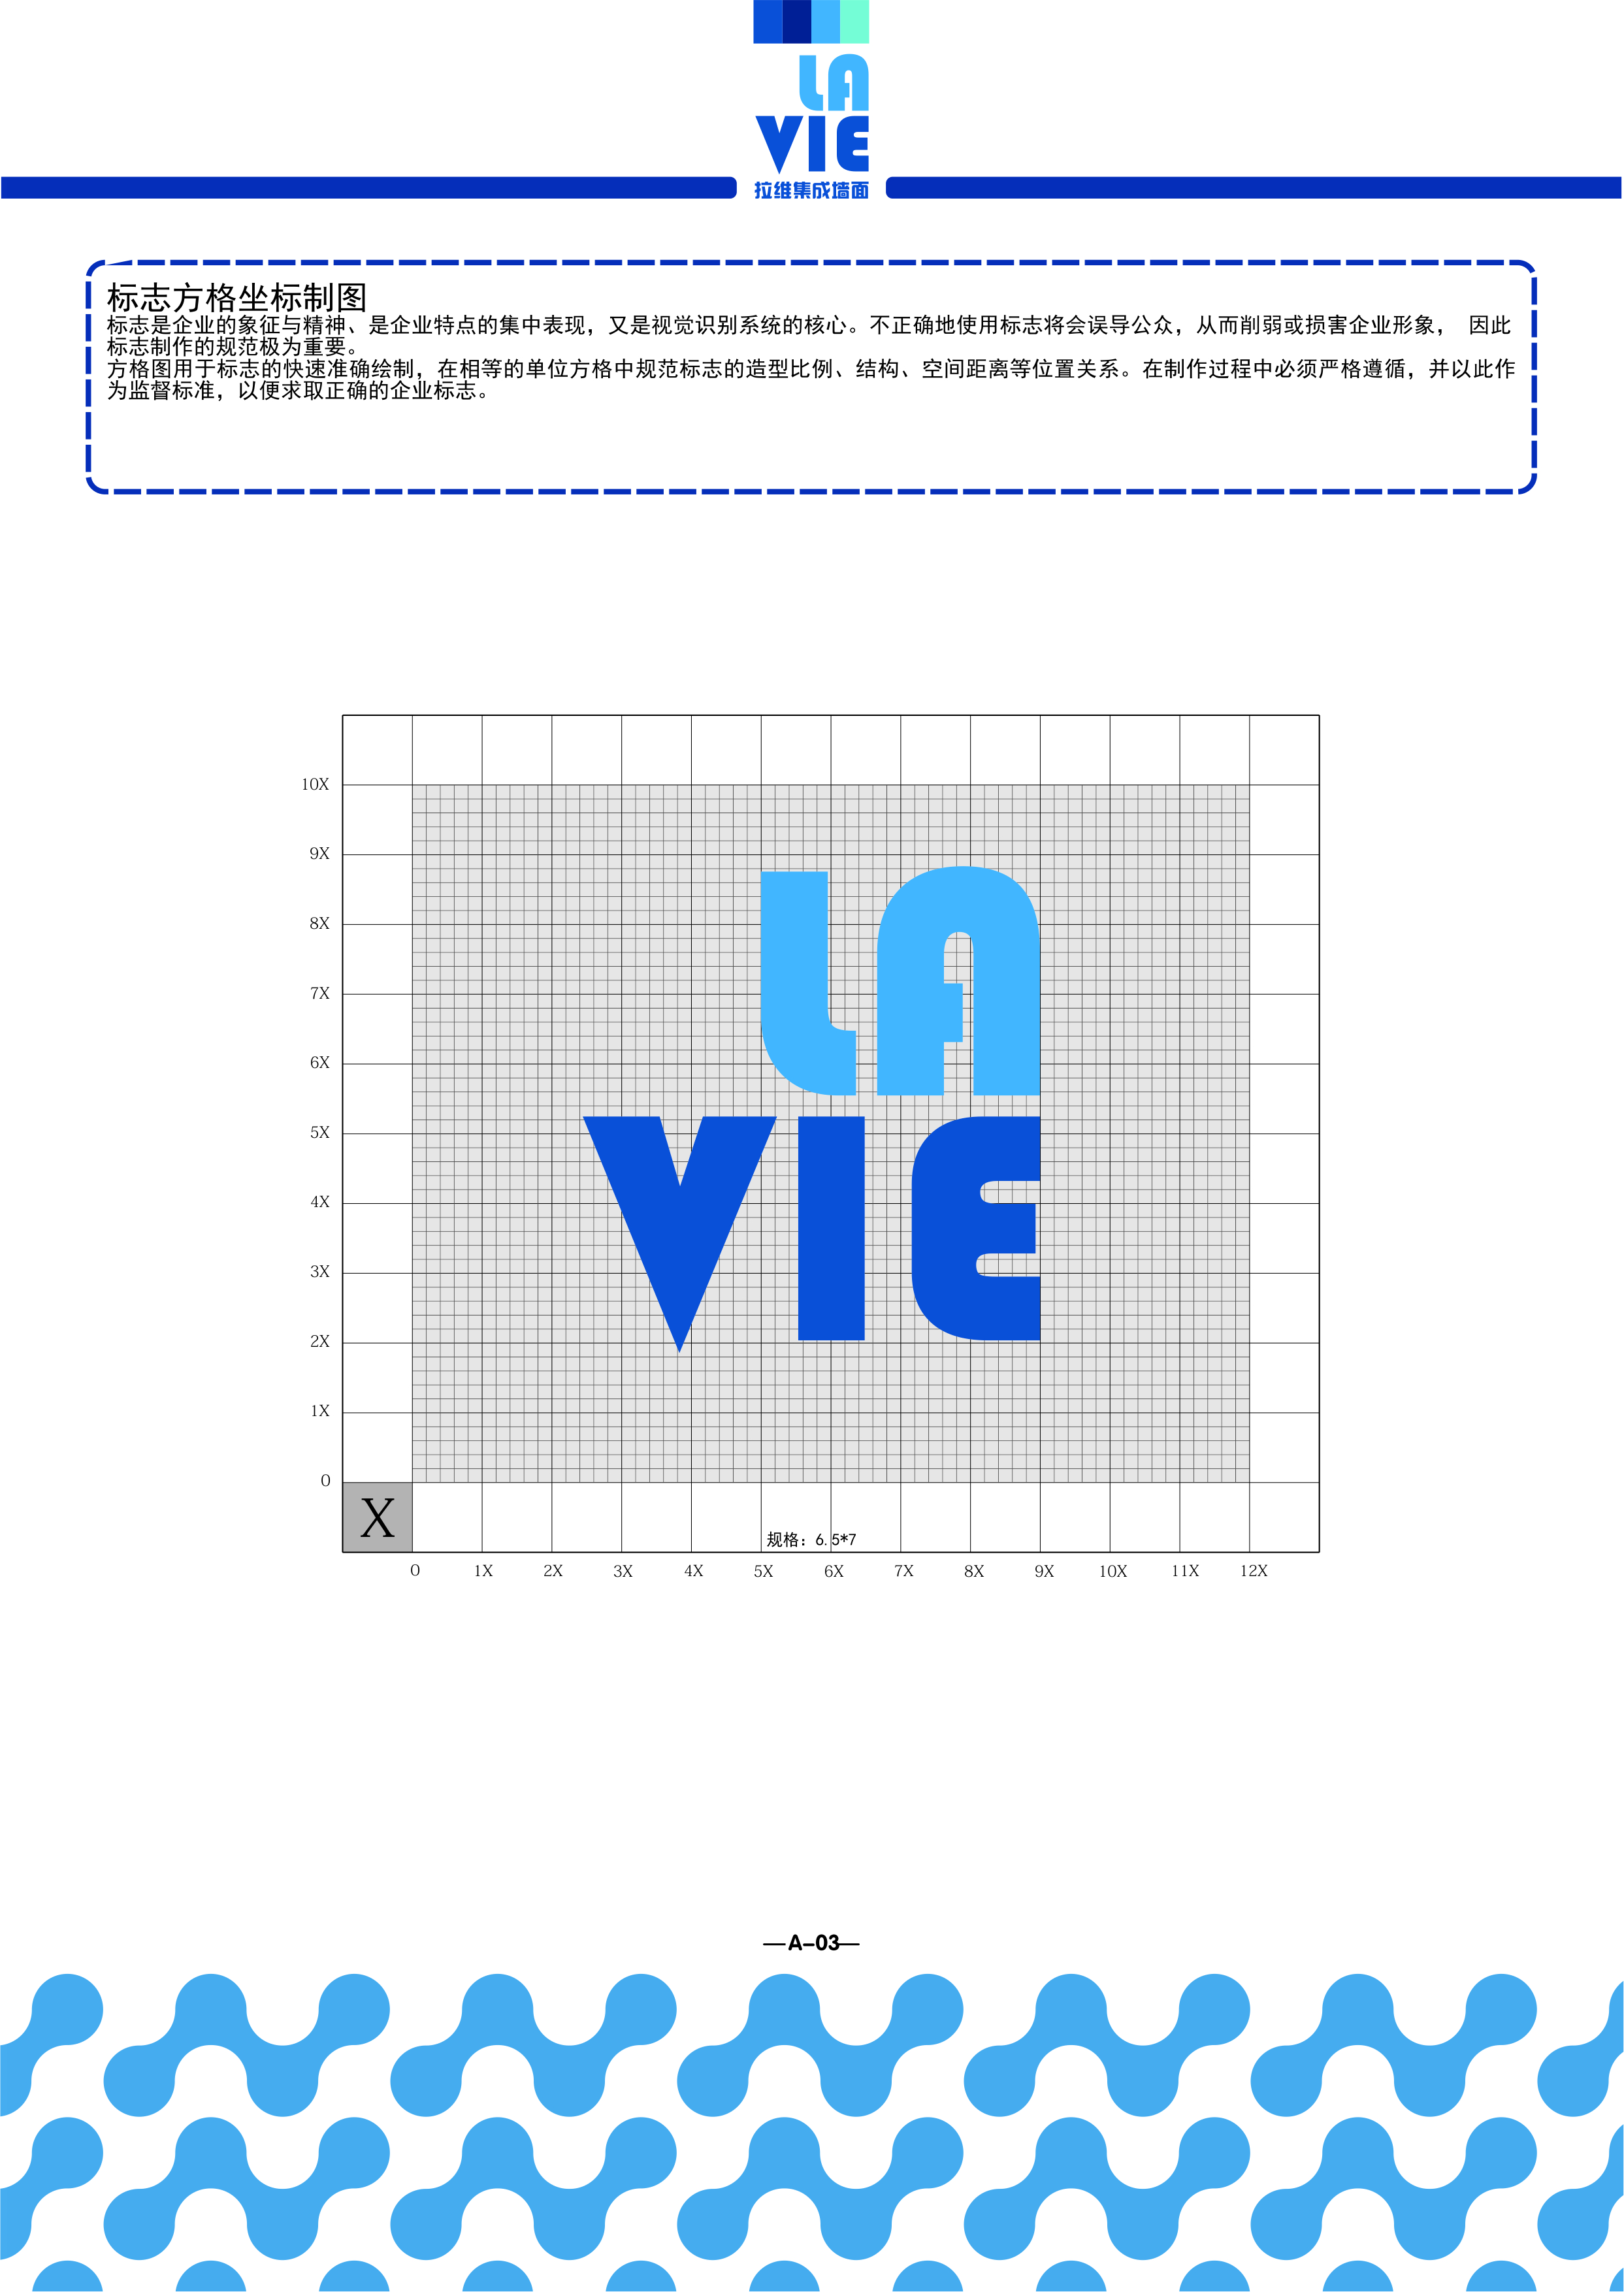 LA
VIE
拉维集成墙面
标志方格坐标制图
标志是企业的象征与精神、是企业特点的集中表现，又是视觉识别系统的核心。不正确地使用标志将会误导公众，从而削弱或损害企业形象， 因此
标志制作的规范极为重要。
方格图用于标志的快速准确绘制，在相等的单位方格中规范标志的造型比例、结构、空间距离等位置关系。在制作过程中必须严格遵循，并以此作
为监督标准，以便求取正确的企业标志。
10X
9X
8X
7X
6X
5X
4X
3X
2X
1X
0
LA
VIE
X
规格：6.5*7
0 1X 2X 3X 4X 5X 6X 7X 8X 9X 10X 11X 12X
—A-03—